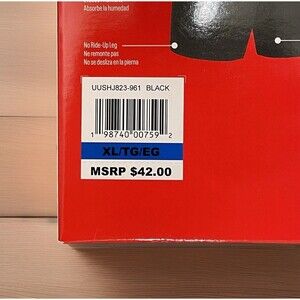 Absorbe la humedad
No Ride-Up Leg
Ne remonte pas
No se desliza en la pierna
UUSHJ823-961 BLACK
1 98740 00759 2
XL/TG/EG
MSRP $42.00